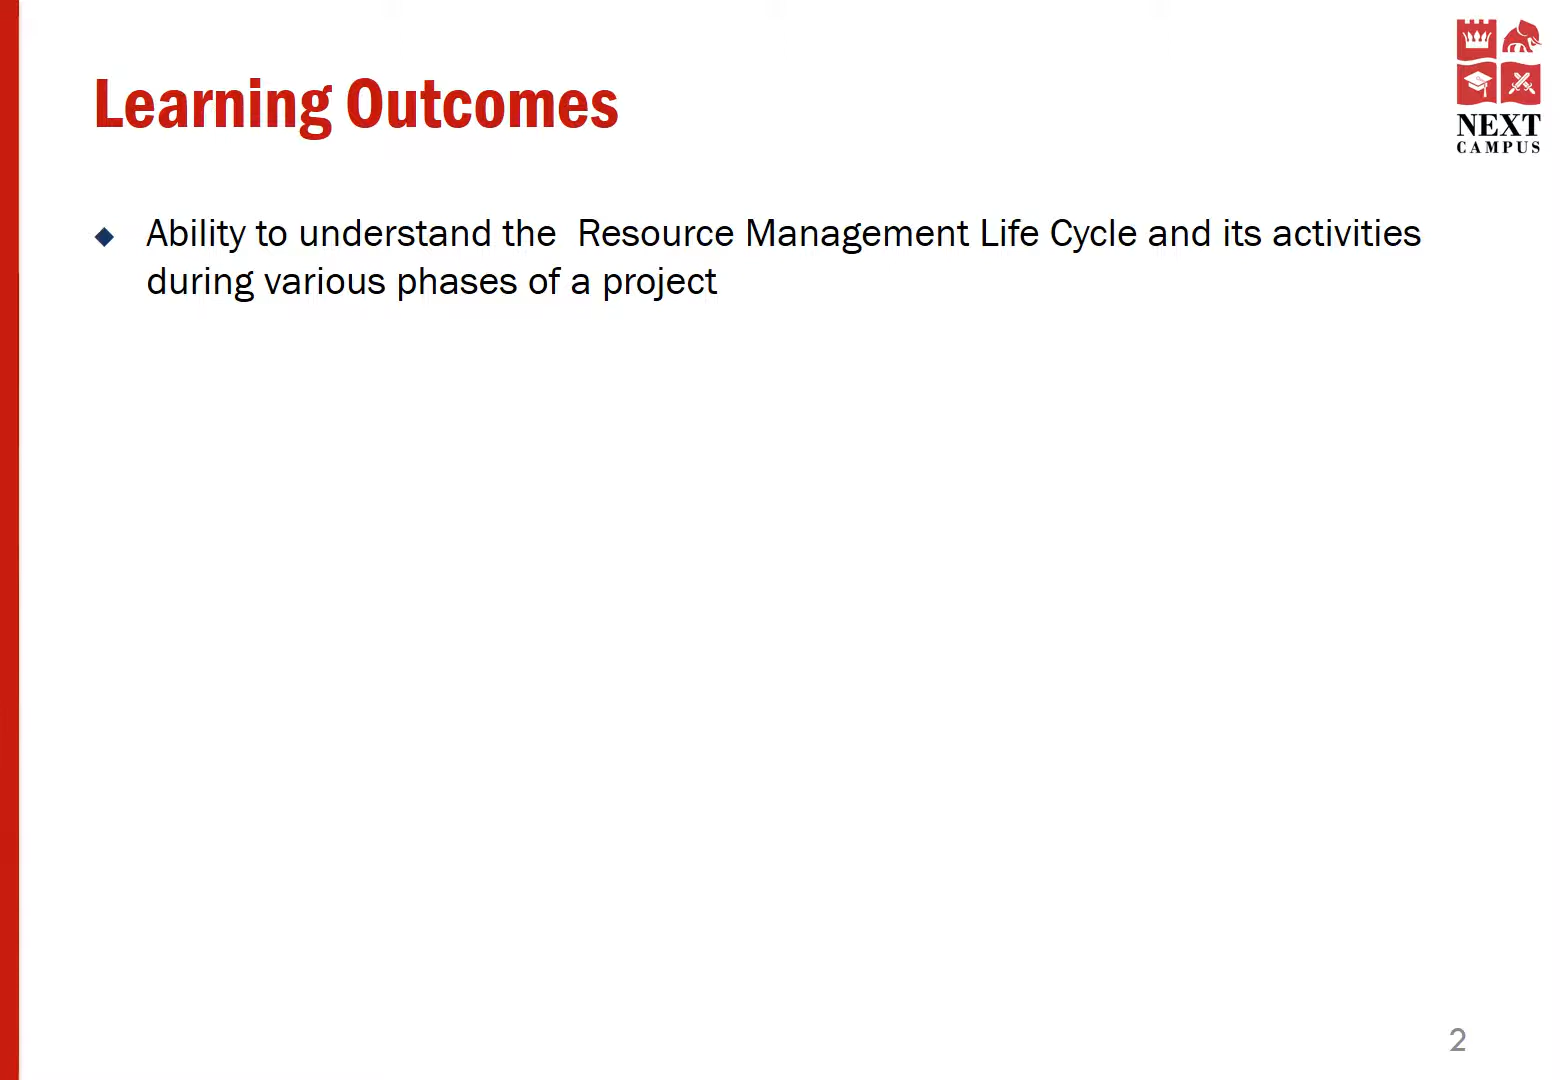 Learning Outcomes
NEXT
CAMPUS
Ability to understand the  Resource Management Life Cycle and its activities
during various phases of a project
2